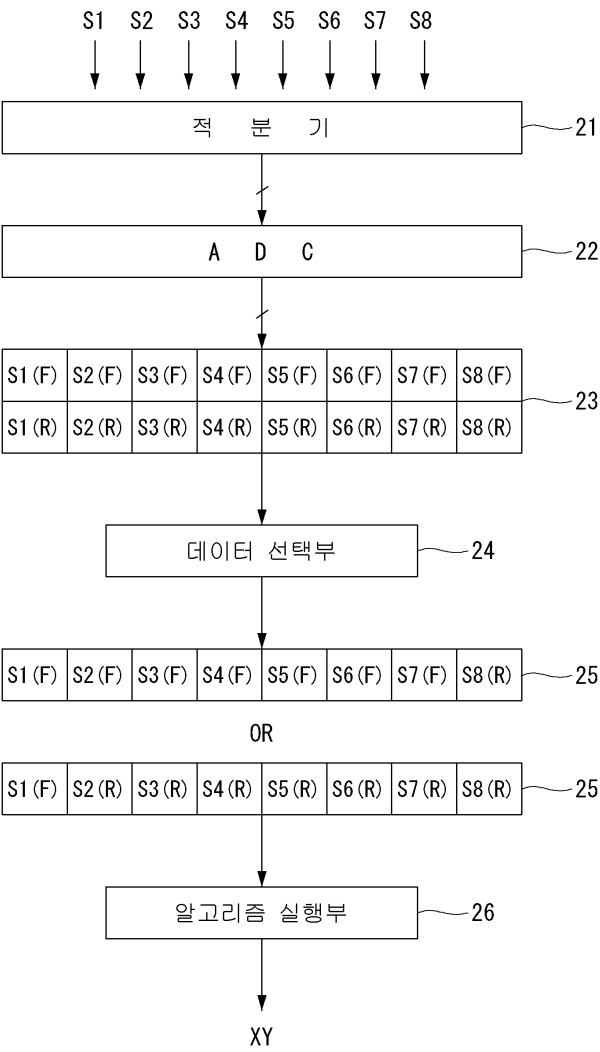 S1 S2 S3 S4 S5 S6 S7 S8
적 분 기 21
A D C 22
S1(F) S2(F) S3(F) S4(F) S5(F) S6(F) S7(F) S8(F)
23
S1(R) S2(R) S3(R) S4(R) S5(R) S6(R) S7(R) S8(R)
데이터 선택부 24
S1(F) S2(F) S3(F) S4(F) S5(F) S6(F) S7(F) S8(R) 25
OR
S1(F) S2(R) S3(R) S4(R) S5(R) S6(R) S7(R) S8(R) 25
알고리즘 실행부 26
XY